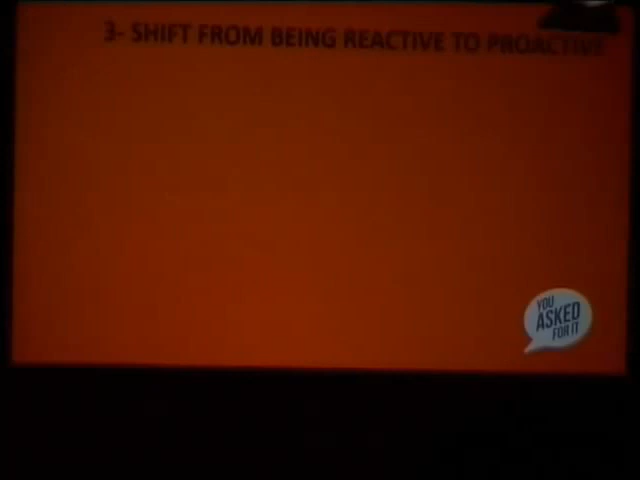 3- SHIFT FROM BEING REACTIVE TO PROACTIVE
YOU
ASKED
FOR IT